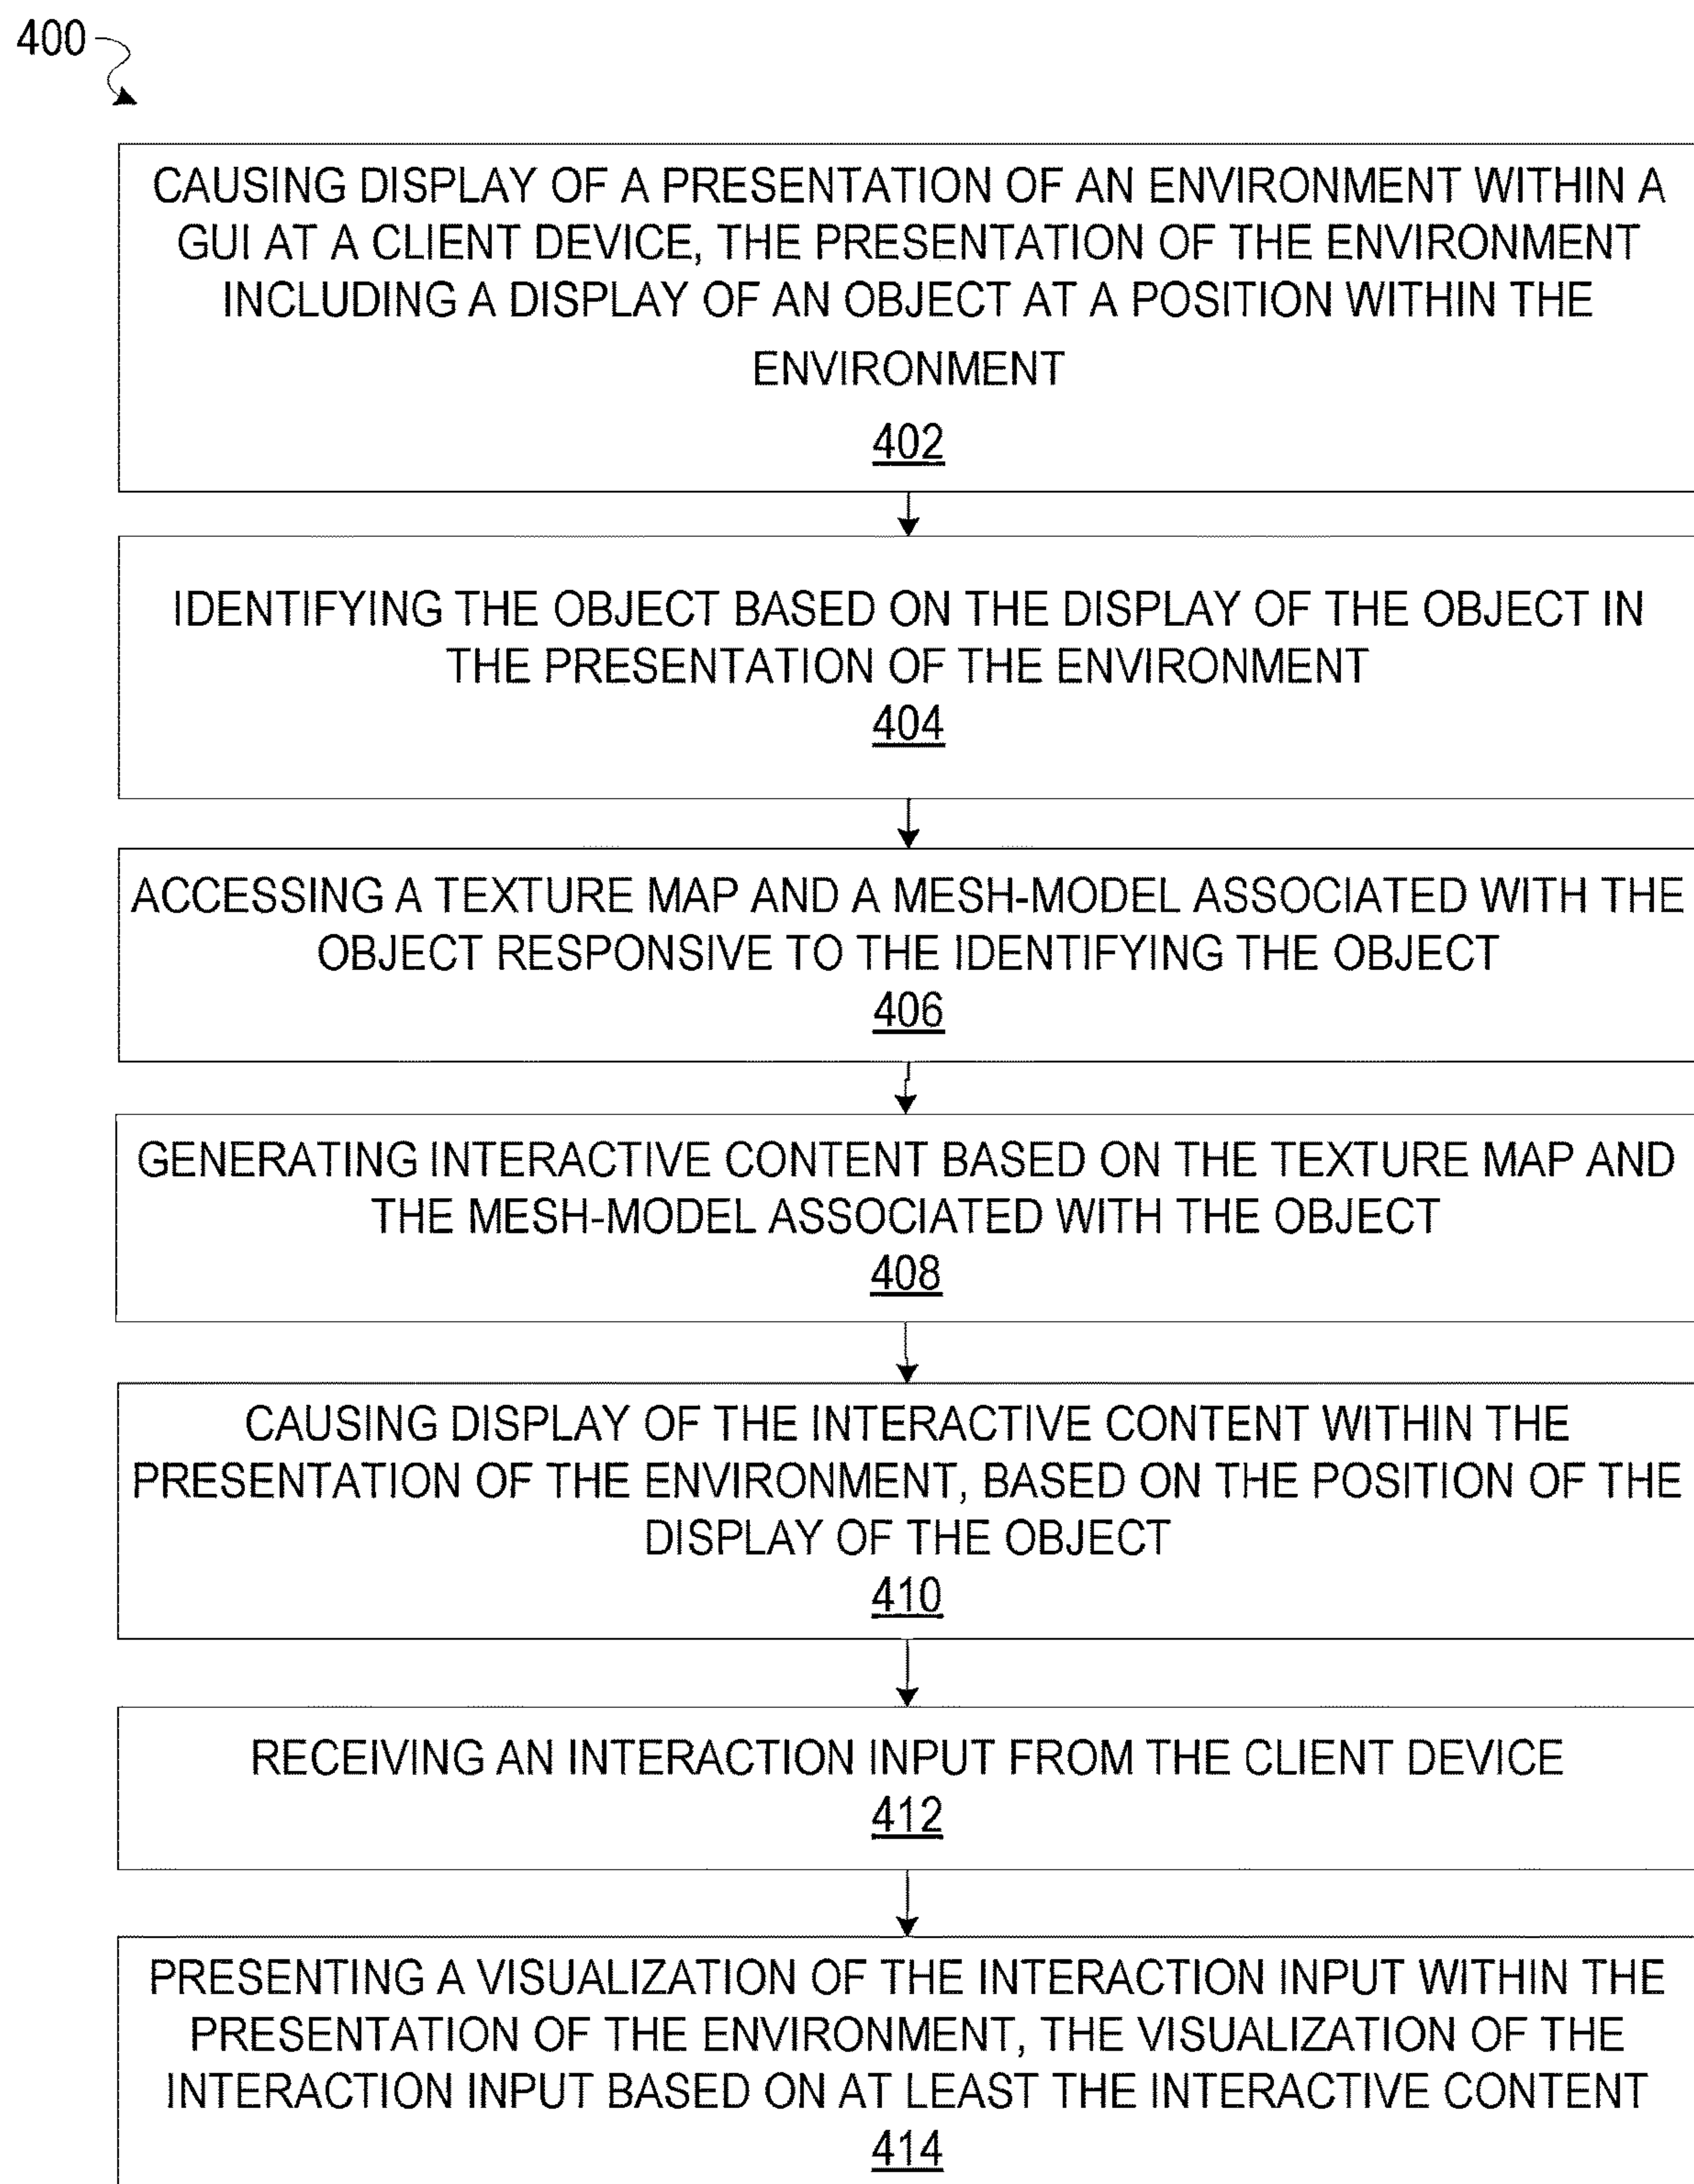 400
CAUSING DISPLAY OF A PRESENTATION OF AN ENVIRONMENT WITHIN A
GUI AT A CLIENT DEVICE, THE PRESENTATION OF THE ENVIRONMENT
INCLUDING A DISPLAY OF AN OBJECT AT A POSITION WITHIN THE
ENVIRONMENT
402
IDENTIFYING THE OBJECT BASED ON THE DISPLAY OF THE OBJECT IN
THE PRESENTATION OF THE ENVIRONMENT
404
ACCESSING A TEXTURE MAP AND A MESH-MODEL ASSOCIATED WITH THE
OBJECT RESPONSIVE TO THE IDENTIFYING THE OBJECT
406
GENERATING INTERACTIVE CONTENT BASED ON THE TEXTURE MAP AND
THE MESH-MODEL ASSOCIATED WITH THE OBJECT
408
CAUSING DISPLAY OF THE INTERACTIVE CONTENT WITHIN THE
PRESENTATION OF THE ENVIRONMENT, BASED ON THE POSITION OF THE
DISPLAY OF THE OBJECT
410
RECEIVING AN INTERACTION INPUT FROM THE CLIENT DEVICE
412
PRESENTING A VISUALIZATION OF THE INTERACTION INPUT WITHIN THE
PRESENTATION OF THE ENVIRONMENT, THE VISUALIZATION OF THE
INTERACTION INPUT BASED ON AT LEAST THE INTERACTIVE CONTENT
414